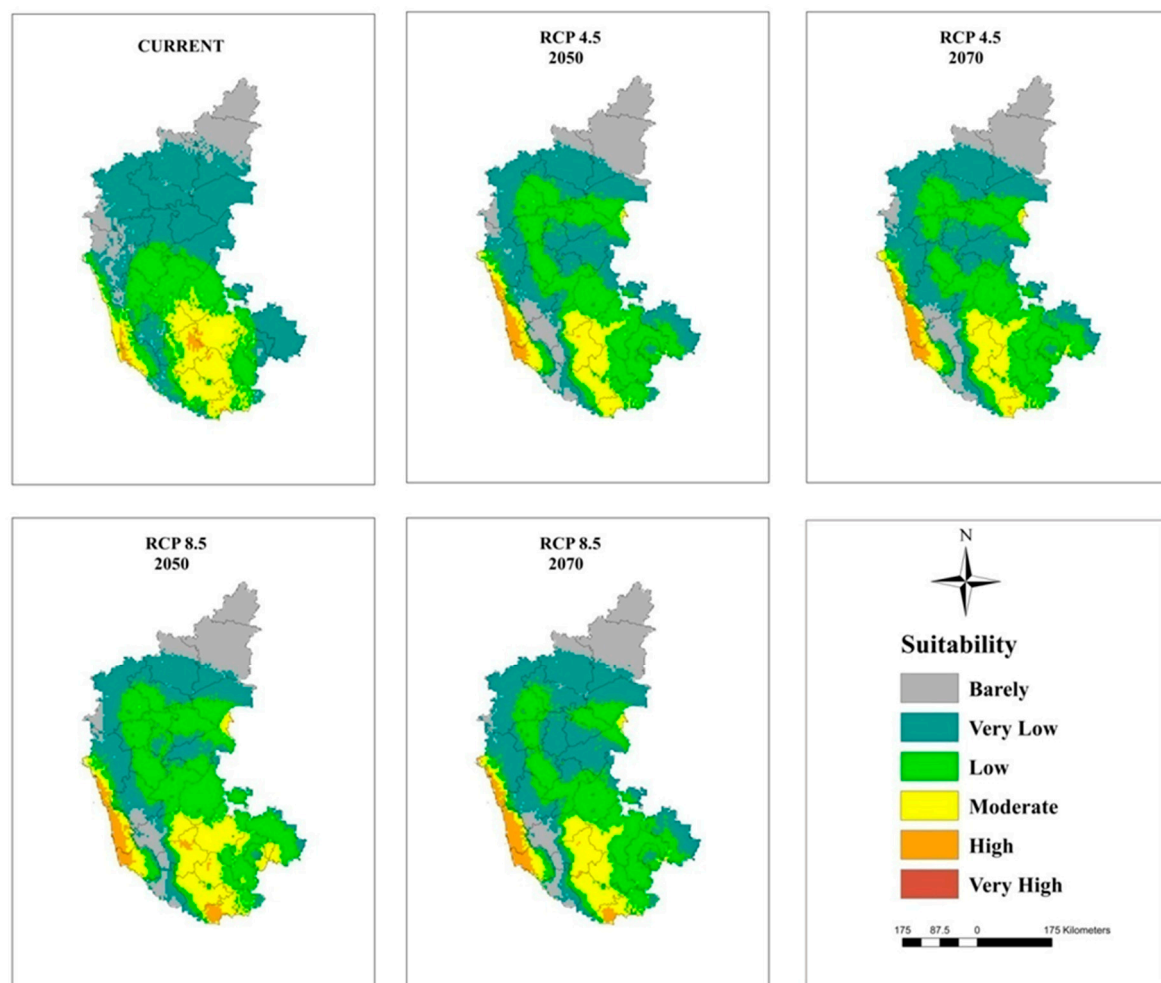 CURRENT
RCP 4.5
2050
RCP 4.5
2070
RCP 8.5
2050
RCP 8.5
2070
N
Suitability
Barely
Very Low
Low
Moderate
High
Very High
175 87.5 0 175 Kilometers